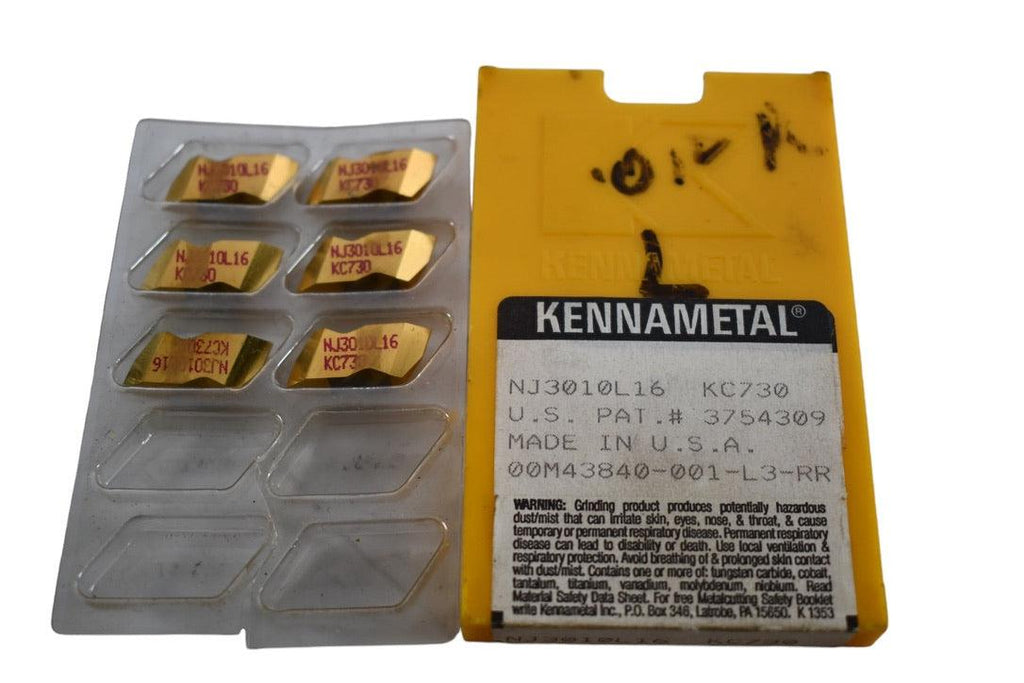 NJ3010L16
KC730
NJ3010L16
KC730
NJ3010L16
KC730
NJ3010L16
KC730
NJ3010L16
KC730
NJ3010L16
KC730
L
KENNAMETAL
KENNAMETAL®
NJ3010L16 KC730
U.S. PAT.# 3754309
MADE IN U.S.A.
00M43840-001-L3-RR
WARNING: Grinding product produces potentially hazardous
dust/mist that can irritate skin, eyes, nose, & throat, & cause
temporary or permanent respiratory disease. Permanent respiratory
disease can lead to disability or death. Use local ventilation &
respiratory protection. Avoid breathing of & prolonged skin contact
with dust/mist. Contains one or more of: tungsten carbide, cobalt,
tantalum, titanium, vanadium, molybdenum, niobium. Read
Material Safety Data Sheet. For free Metalcutting Safety Booklet
write Kennametal Inc., P.O. Box 346, Latrobe, PA 15650. K 1353
NJ3010L16 KC730